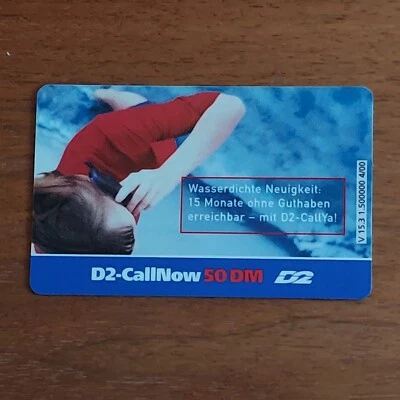 Wasserdichte Neuigkeit:
15 Monate ohne Guthaben
erreichbar – mit D2-CallYa!
V 15.3 1.500000 4/00
D2-CallNow 50 DM D2